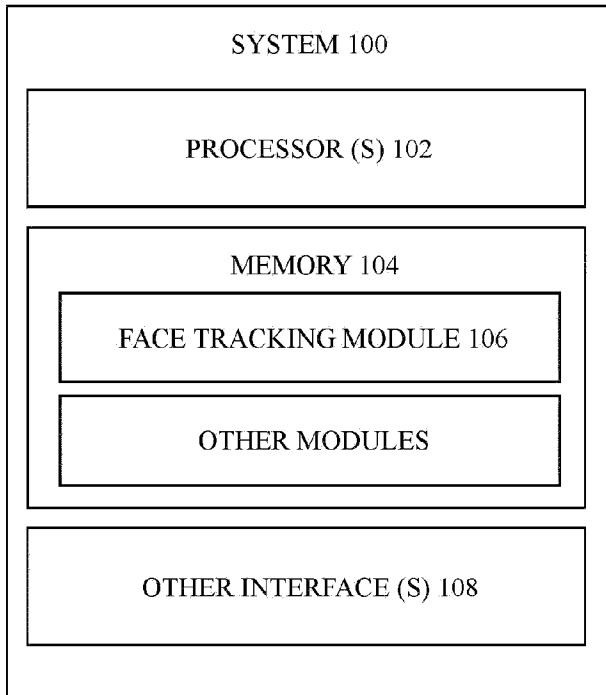 SYSTEM 100
PROCESSOR (S) 102
MEMORY 104
FACE TRACKING MODULE 106
OTHER MODULES
OTHER INTERFACE (S) 108